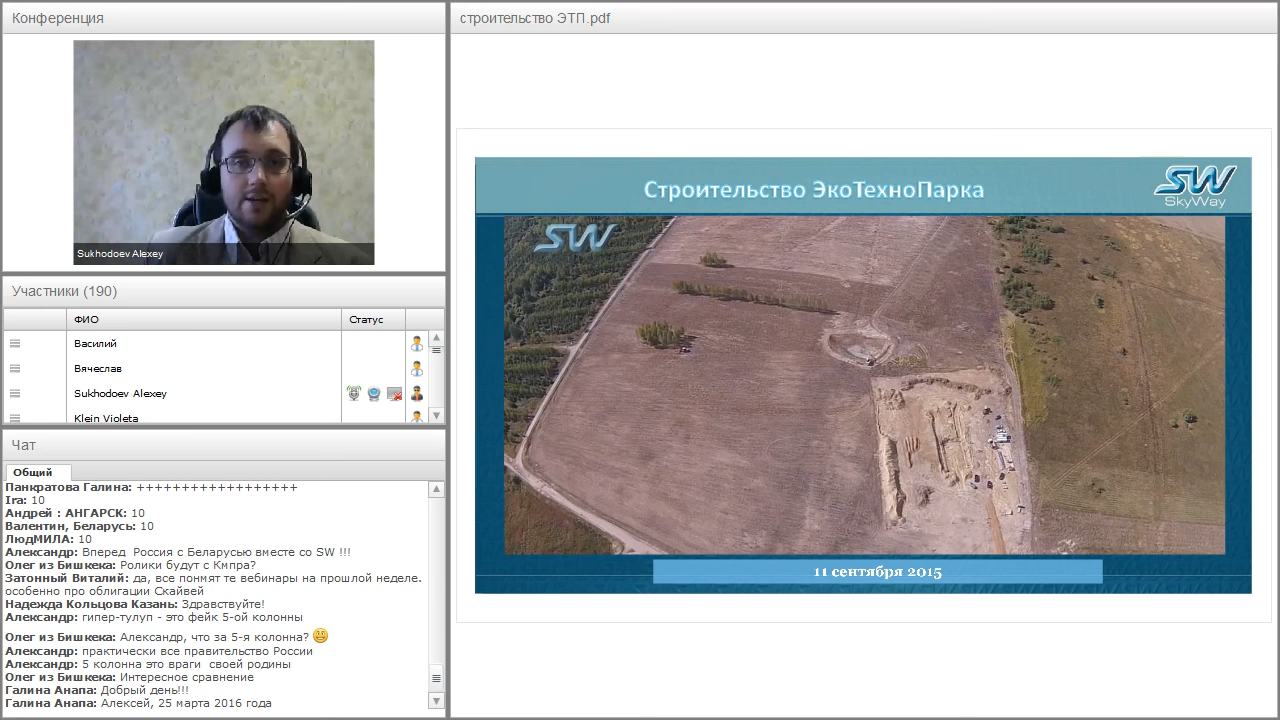 Конференция
Sukhodoev Alexey
Участники (190)
ФИО
Статус
Василий
Вячеслав
Sukhodoev Alexey
Klein Violeta
Чат
Общий
Панкратова Галина: ++++++++++++++++++
Ira: 10
Андрей : АНГАРСК: 10
Валентин, Беларусь: 10
ЛюдМИЛА: 10
Александр: Вперед Россия с Беларусью вместе со SW !!!
Олег из Бишкека: Ролики будут с Кмпра?
Затонный Виталий: да, все понмят те вебинары на прошлой неделе.
особенно про облигации Скайвей
Надежда Кольцова Казань: Здравствуйте!
Александр: гипер-тулуп - это фейк 5-ой колонны
Олег из Бишкека: Александр, что за 5-я колонна?
Александр: практически все правительство России
Александр: 5 колонна это враги своей родины
Олег из Бишкека: Интересное сравнение
Галина Анапа: Добрый день!!!
Галина Анапа: Алексей, 25 марта 2016 года
строительство ЭТП.pdf
Строительство ЭкоТехноПарка
SW
SkyWay
SW
11 сентября 2015